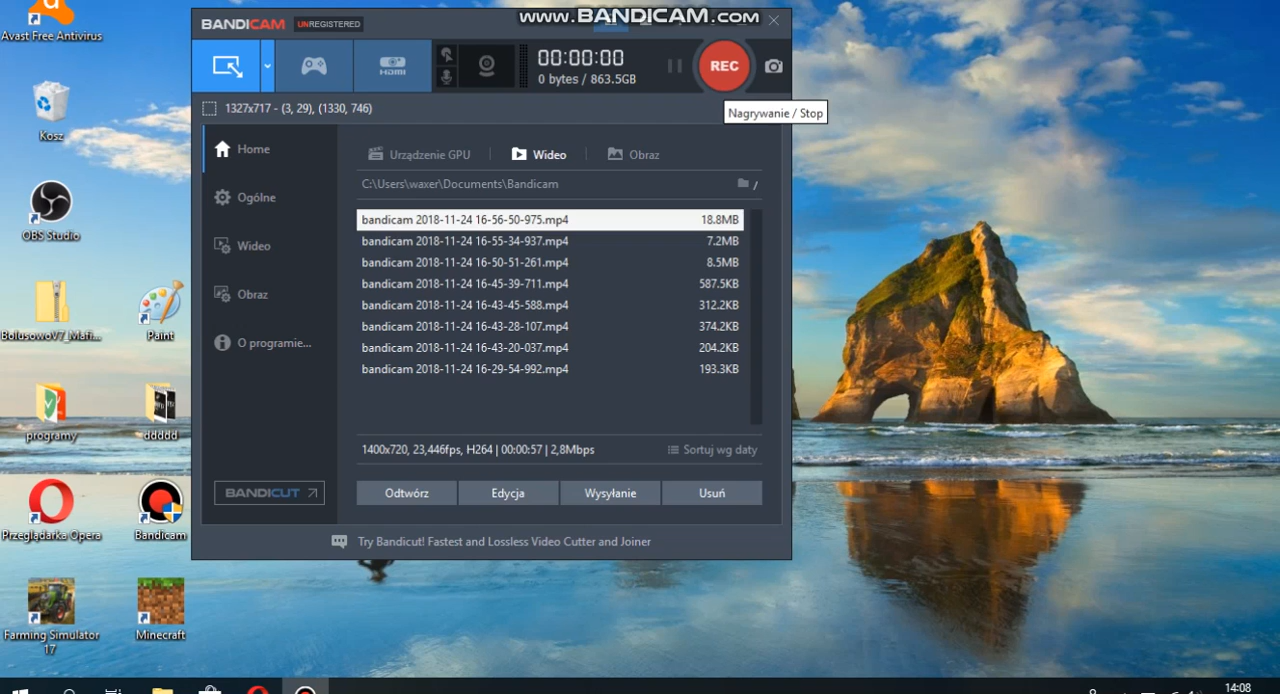 www.BANDICAM.com
BANDICAM UNREGISTERED
REC
HDMI
00:00:00
0 bytes / 863.5GB
1327x717 - (3, 29), (1330, 746)
Nagrywanie / Stop
Home
Ogólne
Wideo
Obraz
O programie...
BANDICUT
Urządzenie GPU
Wideo
Obraz
C:\Users\waxer\Documents\Bandicam
/
bandicam 2018-11-24 16-56-50-975.mp4 18.8MB
bandicam 2018-11-24 16-55-34-937.mp4 7.2MB
bandicam 2018-11-24 16-50-51-261.mp4 8.5MB
bandicam 2018-11-24 16-45-39-711.mp4 587.5KB
bandicam 2018-11-24 16-43-45-588.mp4 312.2KB
bandicam 2018-11-24 16-43-28-107.mp4 374.2KB
bandicam 2018-11-24 16-43-20-037.mp4 204.2KB
bandicam 2018-11-24 16-29-54-992.mp4 193.3KB
1400x720, 23,446fps, H264 | 00:00:57 | 2,8Mbps
Sortuj wg daty
Odtwórz
Edycja
Wysyłanie
Usuń
Try Bandicut! Fastest and Lossless Video Cutter and Joiner
Avast Free Antivirus
Kosz
OBS Studio
BolusowoV7_Mafi...
Paint
programy
ddddd
Przeglądarka Opera
Bandicam
Farming Simulator
17
Minecraft
14:08